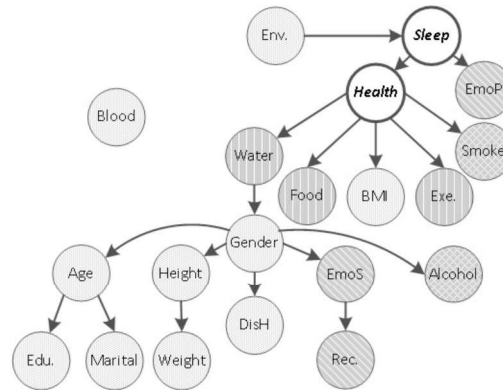 Env.
Sleep
EmoP
Health
Blood
Smoke
Water
Food
BMI
Exe.
Gender
Age
Height
EmoS
Alcohol
DisH
Edu.
Marital
Weight
Rec.